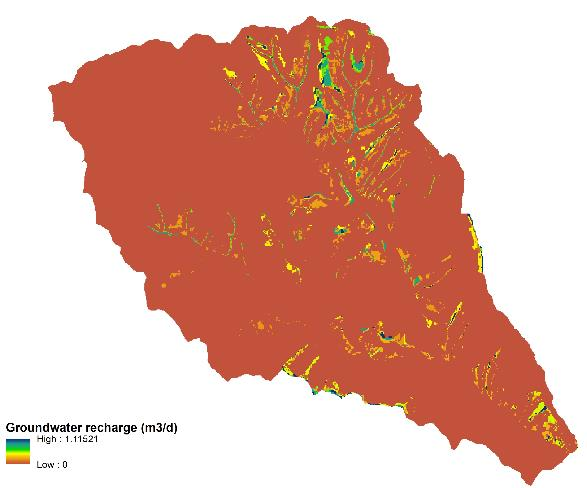 Groundwater recharge (m3/d)
High : 1.11521
Low : 0